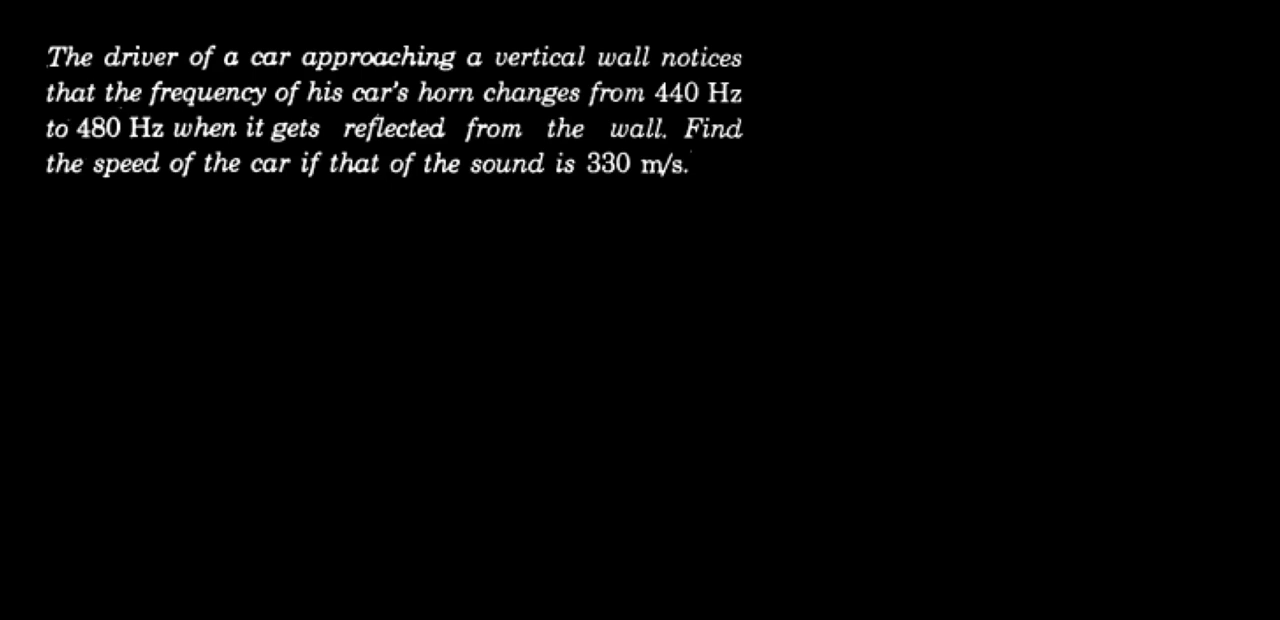 The driver of a car approaching a vertical wall notices
that the frequency of his car's horn changes from 440 Hz
to 480 Hz when it gets reflected from the wall. Find
the speed of the car if that of the sound is 330 m/s.